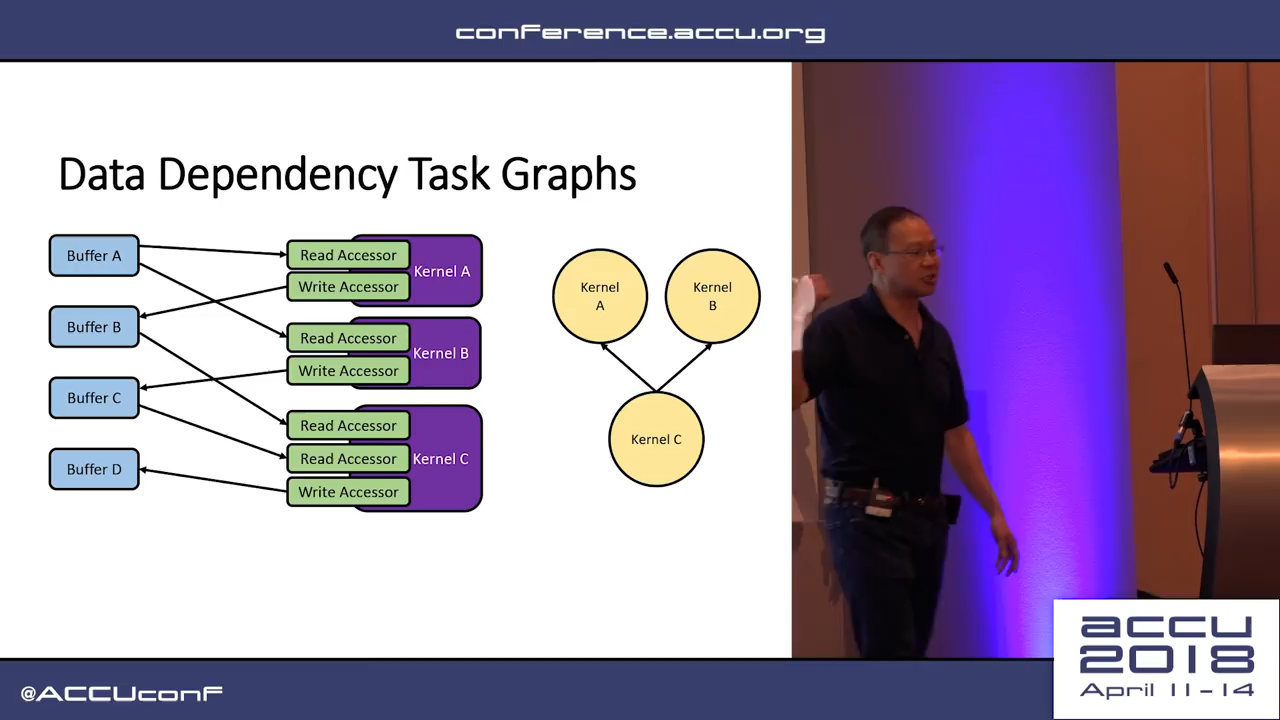 conference.accu.org
Data Dependency Task Graphs
Buffer A
Buffer B
Buffer C
Buffer D
Read Accessor
Write Accessor
Kernel A
Read Accessor
Write Accessor
Kernel B
Read Accessor
Read Accessor
Write Accessor
Kernel C
Kernel
A
Kernel
B
Kernel C
accu
2018
April 11-14
@ACCUconf